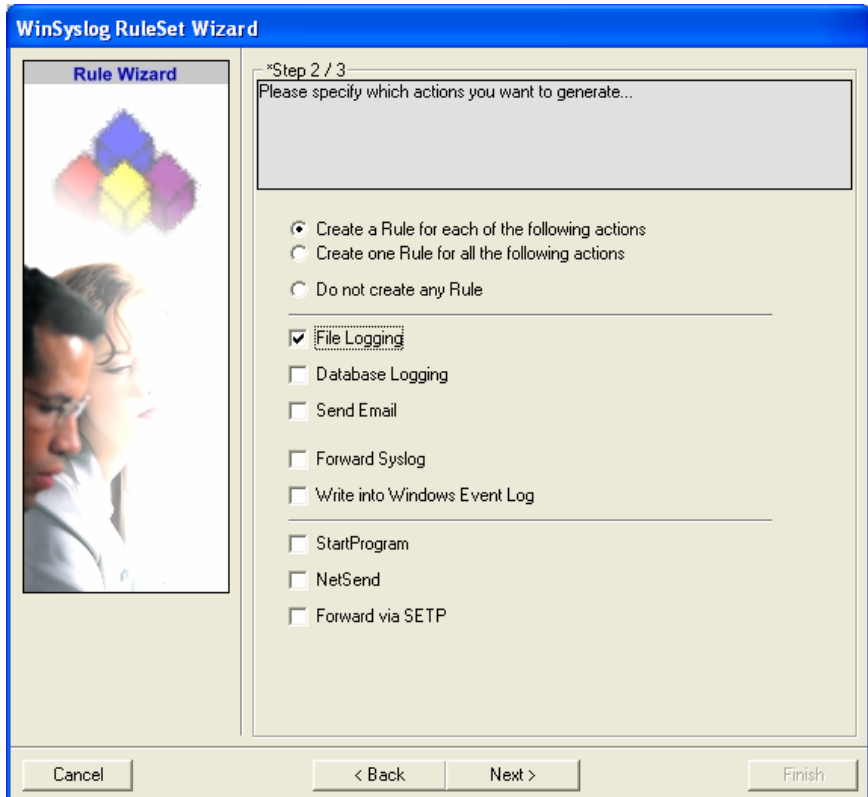 WinSyslog RuleSet Wizard
Rule Wizard
*Step 2 / 3
Please specify which actions you want to generate...
Create a Rule for each of the following actions
Create one Rule for all the following actions
Do not create any Rule
File Logging
Database Logging
Send Email
Forward Syslog
Write into Windows Event Log
StartProgram
NetSend
Forward via SETP
Cancel
< Back
Next >
Finish